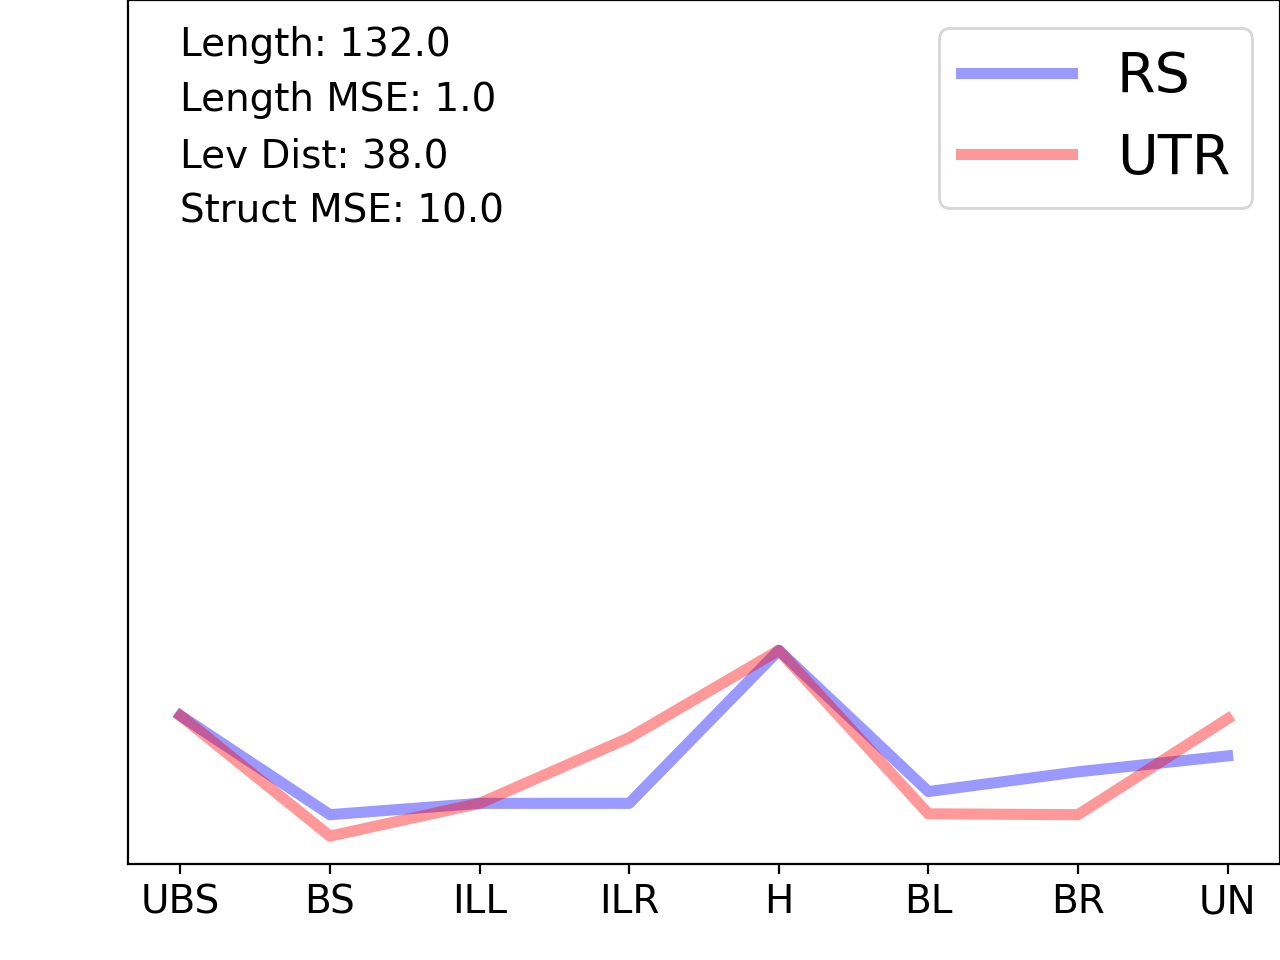 Length: 132.0
Length MSE: 1.0
Lev Dist: 38.0
Struct MSE: 10.0
RS
UTR
UBS BS ILL ILR H BL BR UN